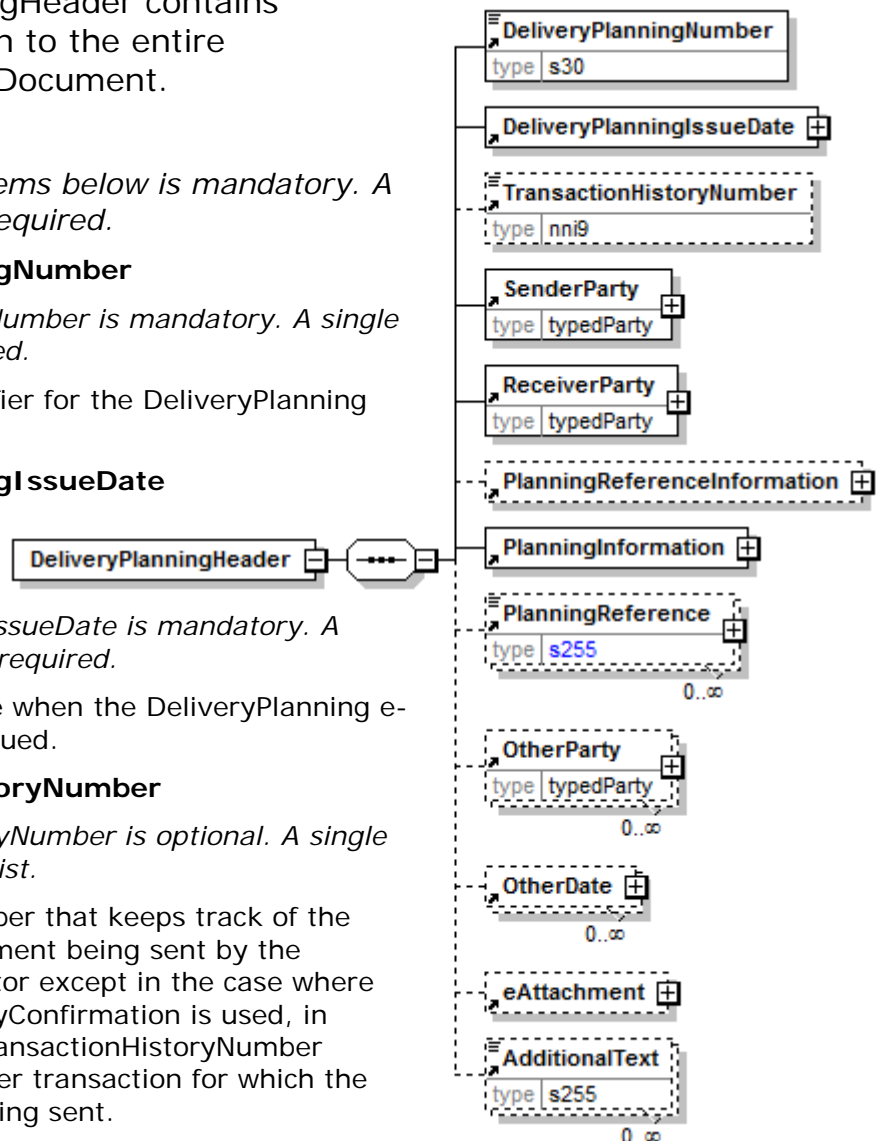 gHeader contains
n to the entire
Document.
ems below is mandatory. A
equired.
gNumber
Number is mandatory. A single
ed.
fier for the DeliveryPlanning
gIssueDate
ssueDate is mandatory. A
required.
e when the DeliveryPlanning e-
ued.
oryNumber
yNumber is optional. A single
ist.
ber that keeps track of the
ment being sent by the
tor except in the case where
yConfirmation is used, in
ransactionHistoryNumber
er transaction for which the
ing sent.
DeliveryPlanningHeader
DeliveryPlanningNumber
type s30
DeliveryPlanningIssueDate
TransactionHistoryNumber
type nni9
SenderParty
type typedParty
ReceiverParty
type typedParty
PlanningReferenceInformation
PlanningInformation
PlanningReference
type s255
0..∞
OtherParty
type typedParty
0..∞
OtherDate
0..∞
eAttachment
AdditionalText
type s255
0..∞